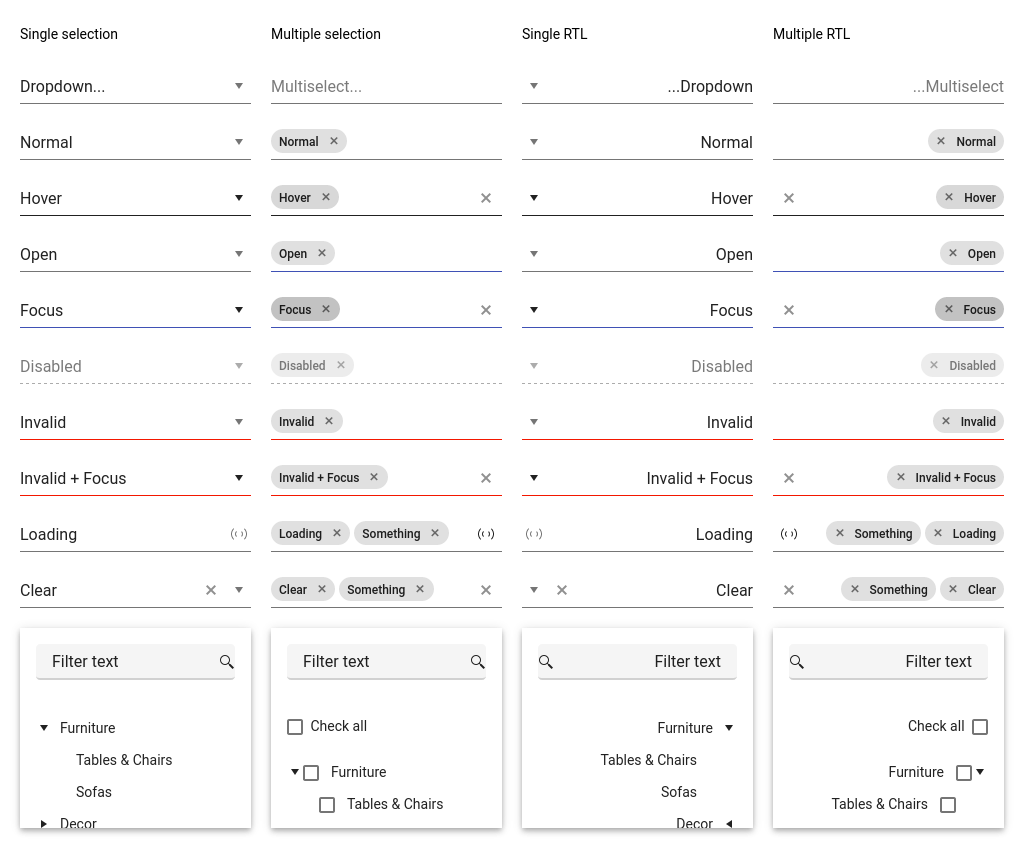 Single selection Multiple selection Single RTL Multiple RTL
Dropdown... Multiselect... ...Dropdown ...Multiselect
Normal Normal Normal Normal
Hover Hover Hover Hover
Open Open Open Open
Focus Focus Focus Focus
Disabled Disabled Disabled Disabled
Invalid Invalid Invalid Invalid
Invalid + Focus Invalid + Focus Invalid + Focus Invalid + Focus
Loading Loading Something Loading Something Loading
Clear Clear Something Clear Something Clear
Filter text Filter text Filter text Filter text
Furniture Check all Furniture Check all
Tables & Chairs Furniture Tables & Chairs Furniture
Sofas Tables & Chairs Sofas Tables & Chairs
Decor Decor